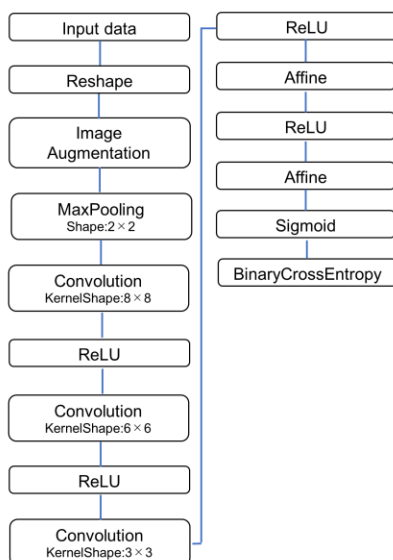 Input data
Reshape
Image
Augmentation
MaxPooling
Shape:2×2
Convolution
KernelShape:8×8
ReLU
Convolution
KernelShape:6×6
ReLU
Convolution
KernelShape:3×3
ReLU
Affine
ReLU
Affine
Sigmoid
BinaryCrossEntropy